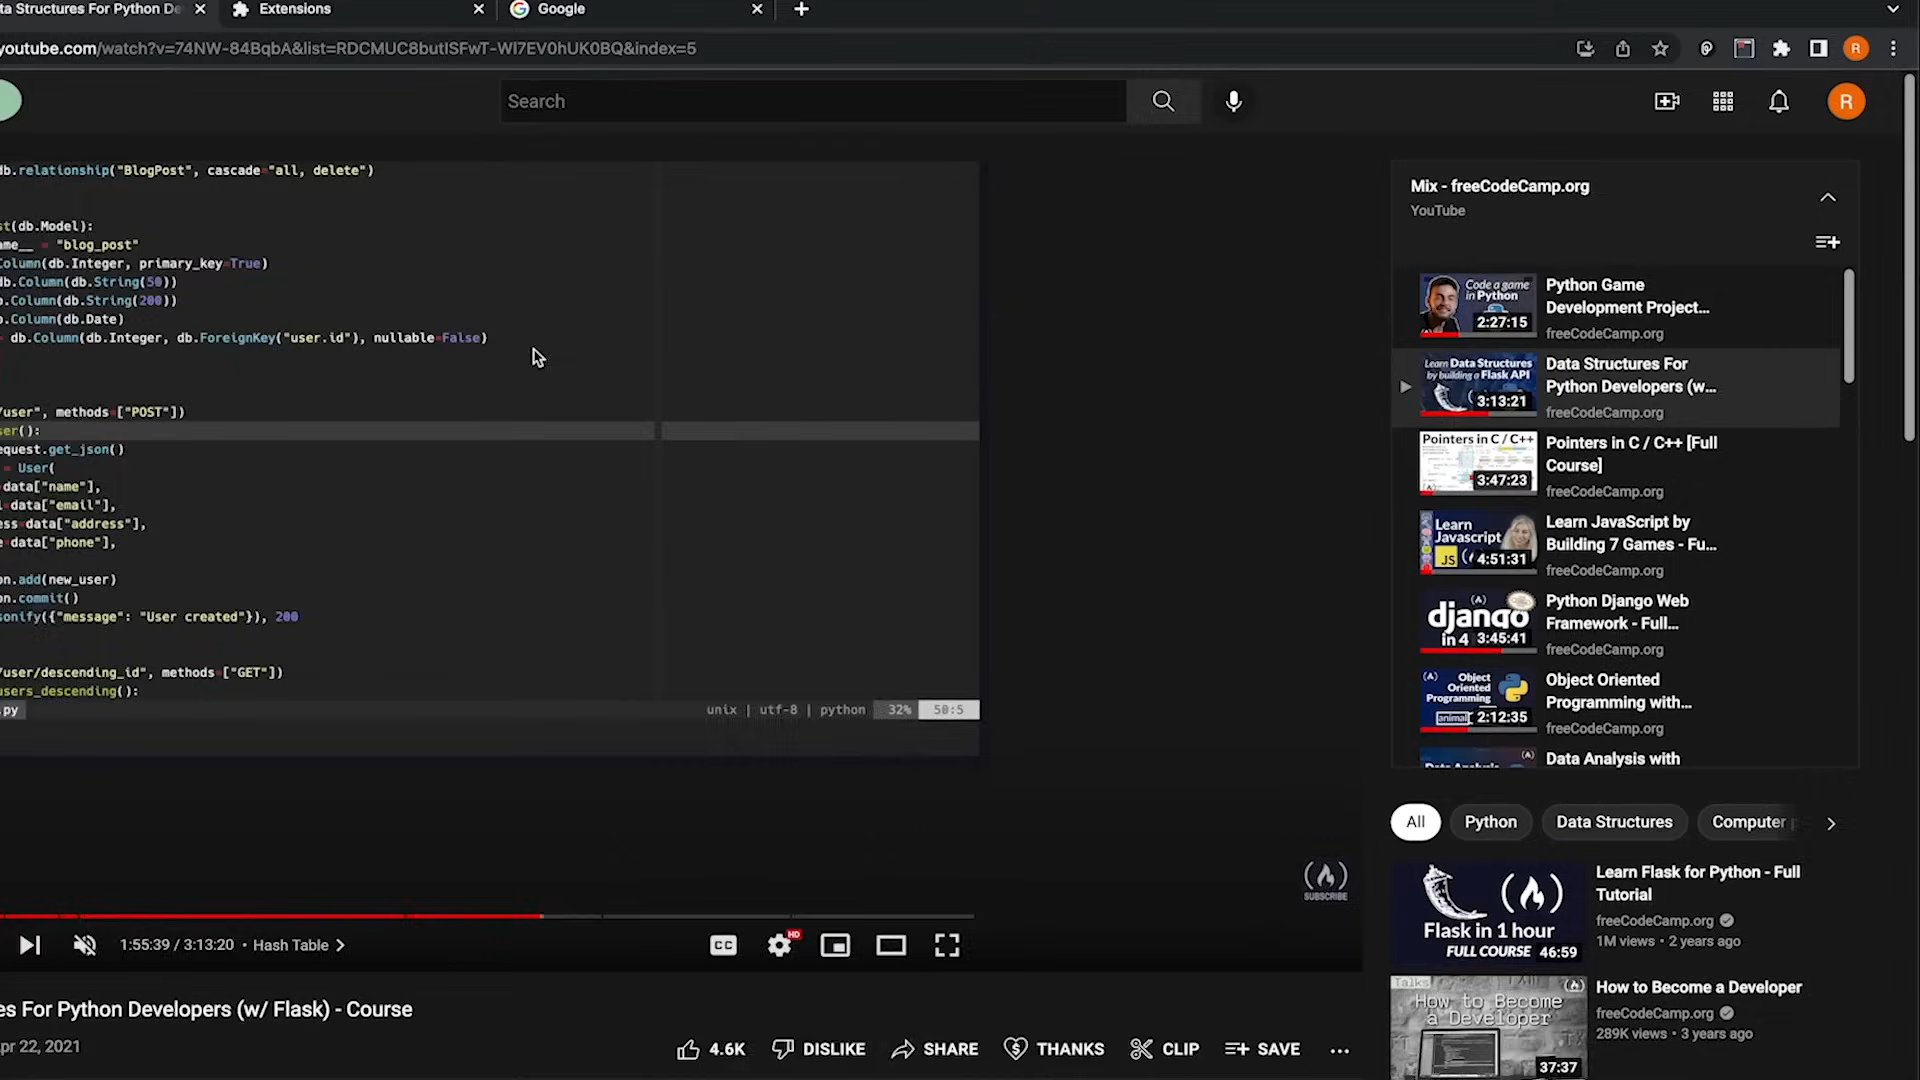 ta Structures For Python De
Extensions
Google
youtube.com/watch?v=74NW-84BqbA&list=RDCMUC8butISFwT-Wl7EV0hUK0BQ&index=5
R
Search
R
db.relationship("BlogPost", cascade="all, delete")
st(db.Model):
ame__ = "blog_post"
Column(db.Integer, primary_key=True)
db.Column(db.String(50))
b.Column(db.String(200))
b.Column(db.Date)
= db.Column(db.Integer, db.ForeignKey("user.id"), nullable=False)
/user", methods=["POST"])
ser():
equest.get_json()
= User(
=data["name"],
l=data["email"],
ess=data["address"],
e=data["phone"],
on.add(new_user)
on.commit()
sonify({"message": "User created"}), 200
/user/descending_id", methods=["GET"])
users_descending():
.py
unix | utf-8 | python 32% 50:5
SUBSCRIBE
1:55:39 / 3:13:20 • Hash Table
CC
HD
es For Python Developers (w/ Flask) - Course
pr 22, 2021
4.6K
DISLIKE
SHARE
THANKS
CLIP
SAVE
Mix - freeCodeCamp.org
YouTube
Code a game
in Python
2:27:15
Python Game
Development Project...
freeCodeCamp.org
Learn Data Structures
by building a Flask API
3:13:21
Data Structures For
Python Developers (w...
freeCodeCamp.org
Pointers in C / C++
3:47:23
Pointers in C / C++ [Full
Course]
freeCodeCamp.org
Learn
Javascript
JS
4:51:31
Learn JavaScript by
Building 7 Games - Fu...
freeCodeCamp.org
django
in 4
3:45:41
Python Django Web
Framework - Full...
freeCodeCamp.org
Object
Oriented
Programming
animal
2:12:35
Object Oriented
Programming with...
freeCodeCamp.org
Data Analysis
Data Analysis with
All
Python
Data Structures
Computer
Flask in 1 hour
FULL COURSE
46:59
Learn Flask for Python - Full
Tutorial
freeCodeCamp.org
1M views • 2 years ago
Talks
How to Become
a Developer
37:37
How to Become a Developer
freeCodeCamp.org
289K views • 3 years ago